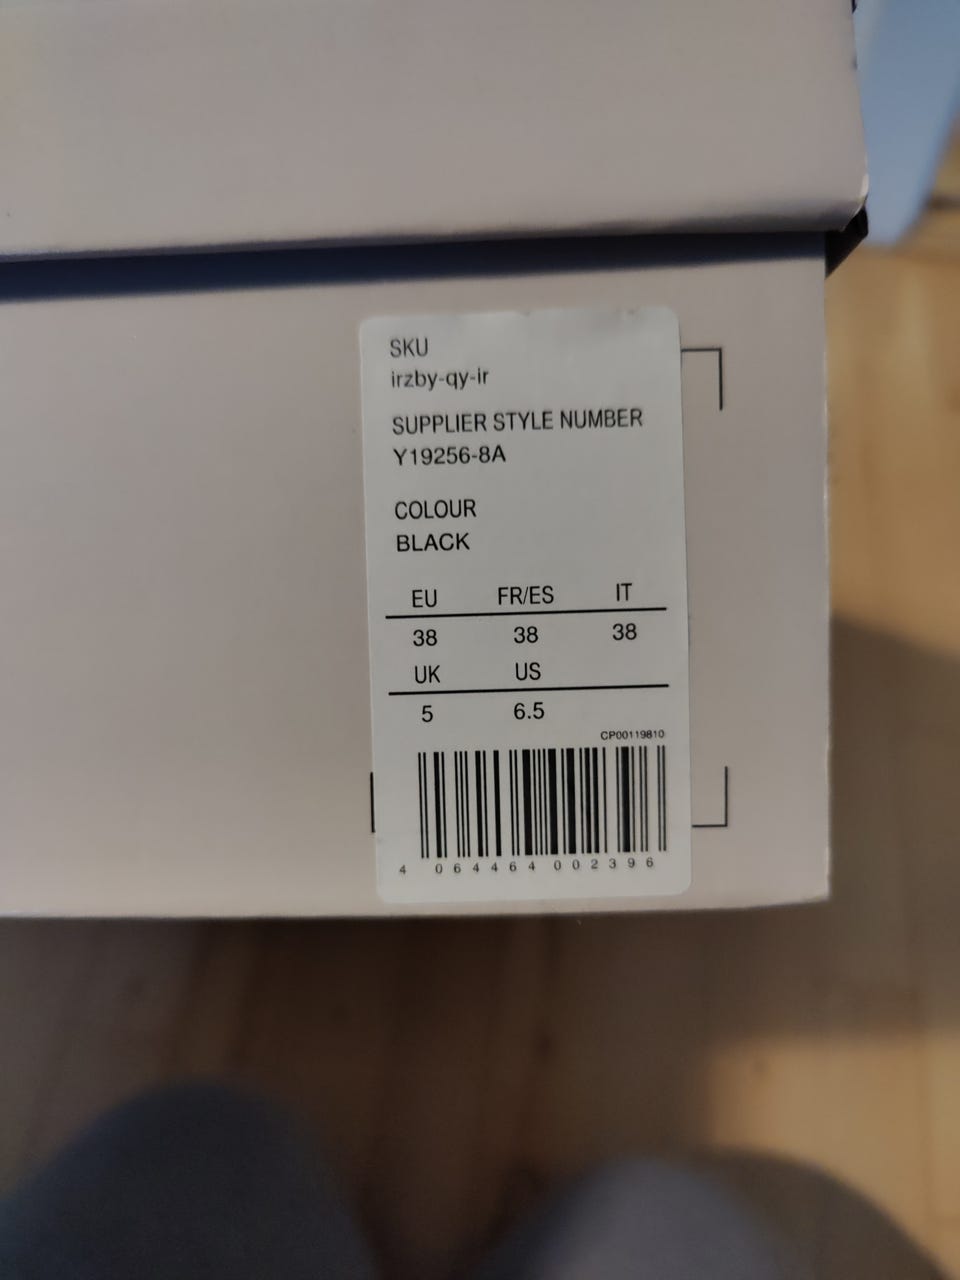 SKU
irzby-qy-ir
SUPPLIER STYLE NUMBER
Y19256-8A
COLOUR
BLACK
EU FR/ES IT
38 38 38
UK US
5 6.5
CP00119810
4 064464 002396